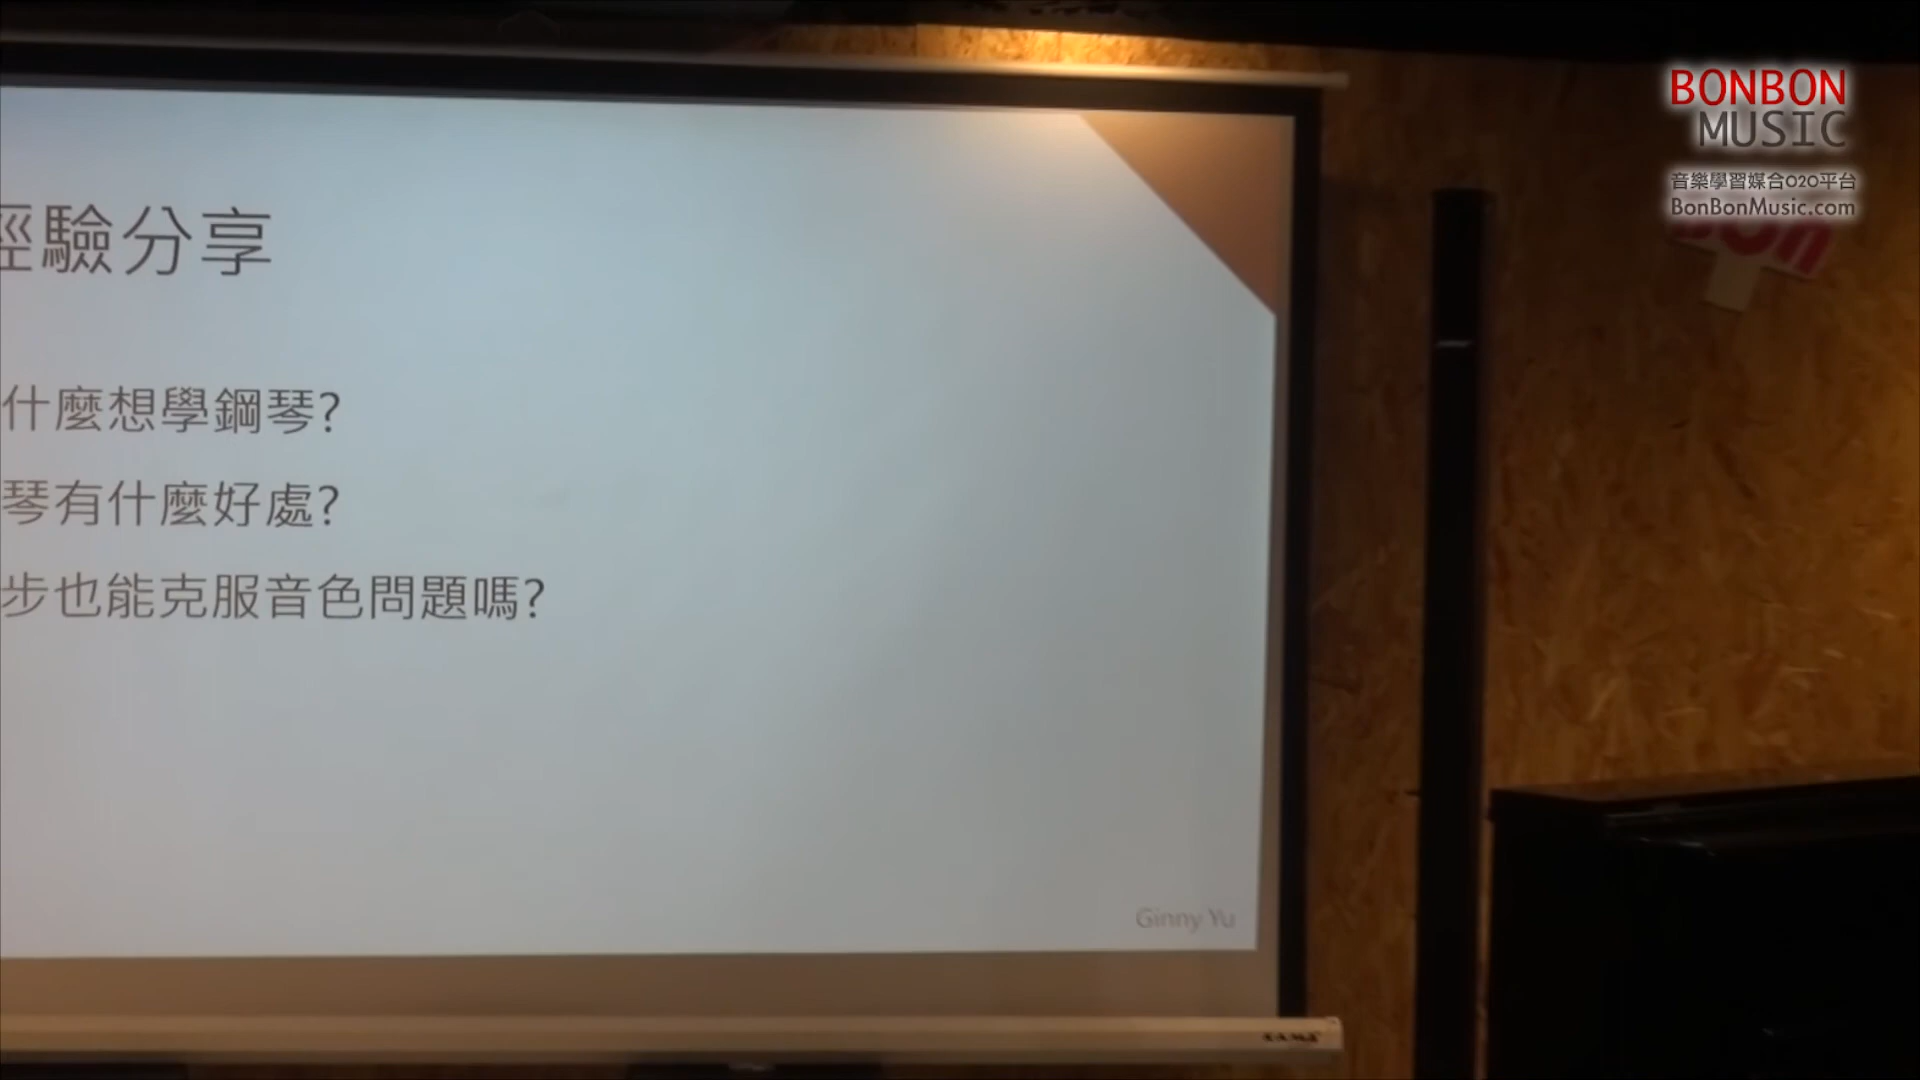 經驗分享
什麼想學鋼琴?
琴有什麼好處?
步也能克服音色問題嗎?
Ginny Yu
BONBON
MUSIC
音樂學習媒合O2O平台
BonBonMusic.com